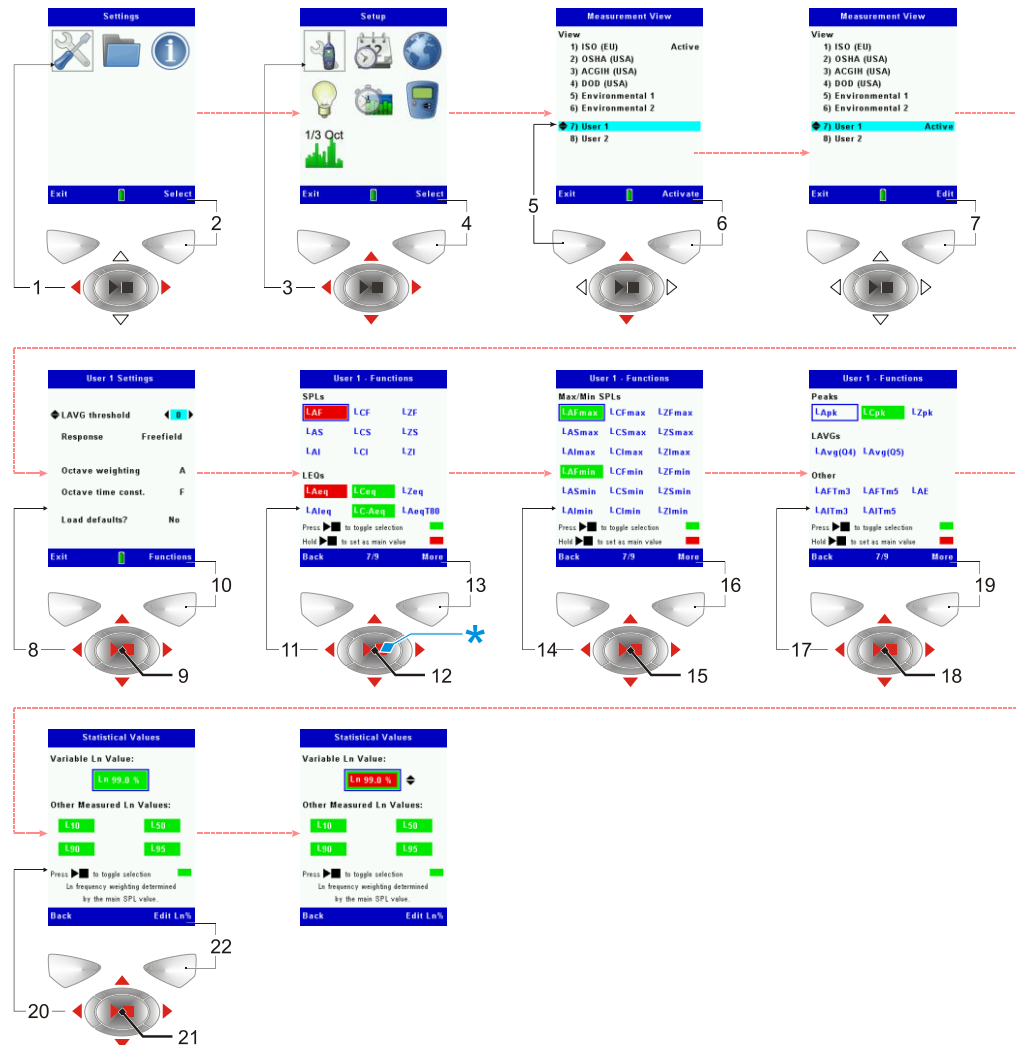 Settings
Exit Select
1
2
Setup
1/3 Oct
Exit Select
3
4
Measurement View
View
1) ISO (EU) Active
2) OSHA (USA)
3) ACGIH (USA)
4) DOD (USA)
5) Environmental 1
6) Environmental 2
7) User 1
8) User 2
Exit Activate
5
6
Measurement View
View
1) ISO (EU)
2) OSHA (USA)
3) ACGIH (USA)
4) DOD (USA)
5) Environmental 1
6) Environmental 2
7) User 1 Active
8) User 2
Exit Edit
7
User 1 Settings
LAVG threshold 0
Response Freefield
Octave weighting A
Octave time const. F
Load defaults? No
Exit Functions
8
9
10
User 1 - Functions
SPLs
LAF LCF LZF
LAS LCS LZS
LAI LCI LZI
LEQs
LAeq LCeq LZeq
LAIeq LC-Aeq LAeqT80
Press to toggle selection
Hold to set as main value
Back 7/9 More
11
12
13
*
User 1 - Functions
Max/Min SPLs
LAFmax LCFmax LZFmax
LASmax LCSmax LZSmax
LAImax LCImax LZImax
LAFmin LCFmin LZFmin
LASmin LCSmin LZSmin
LAImin LCImin LZImin
Press to toggle selection
Hold to set as main value
Back 7/9 More
14
15
16
User 1 - Functions
Peaks
LApk LCpk LZpk
LAVGs
LAvg(Q4) LAvg(Q5)
Other
LAFTm3 LAFTm5 LAE
LAITm3 LAITm5
Press to toggle selection
Hold to set as main value
Back 7/9 More
17
18
19
Statistical Values
Variable Ln Value:
Ln 99.0 %
Other Measured Ln Values:
L10 L50
L90 L95
Press to toggle selection
Ln frequency weighting determined
by the main SPL value.
Back Edit Ln%
20
21
22
Statistical Values
Variable Ln Value:
Ln 99.0 %
Other Measured Ln Values:
L10 L50
L90 L95
Press to toggle selection
Ln frequency weighting determined
by the main SPL value.
Back Edit Ln%